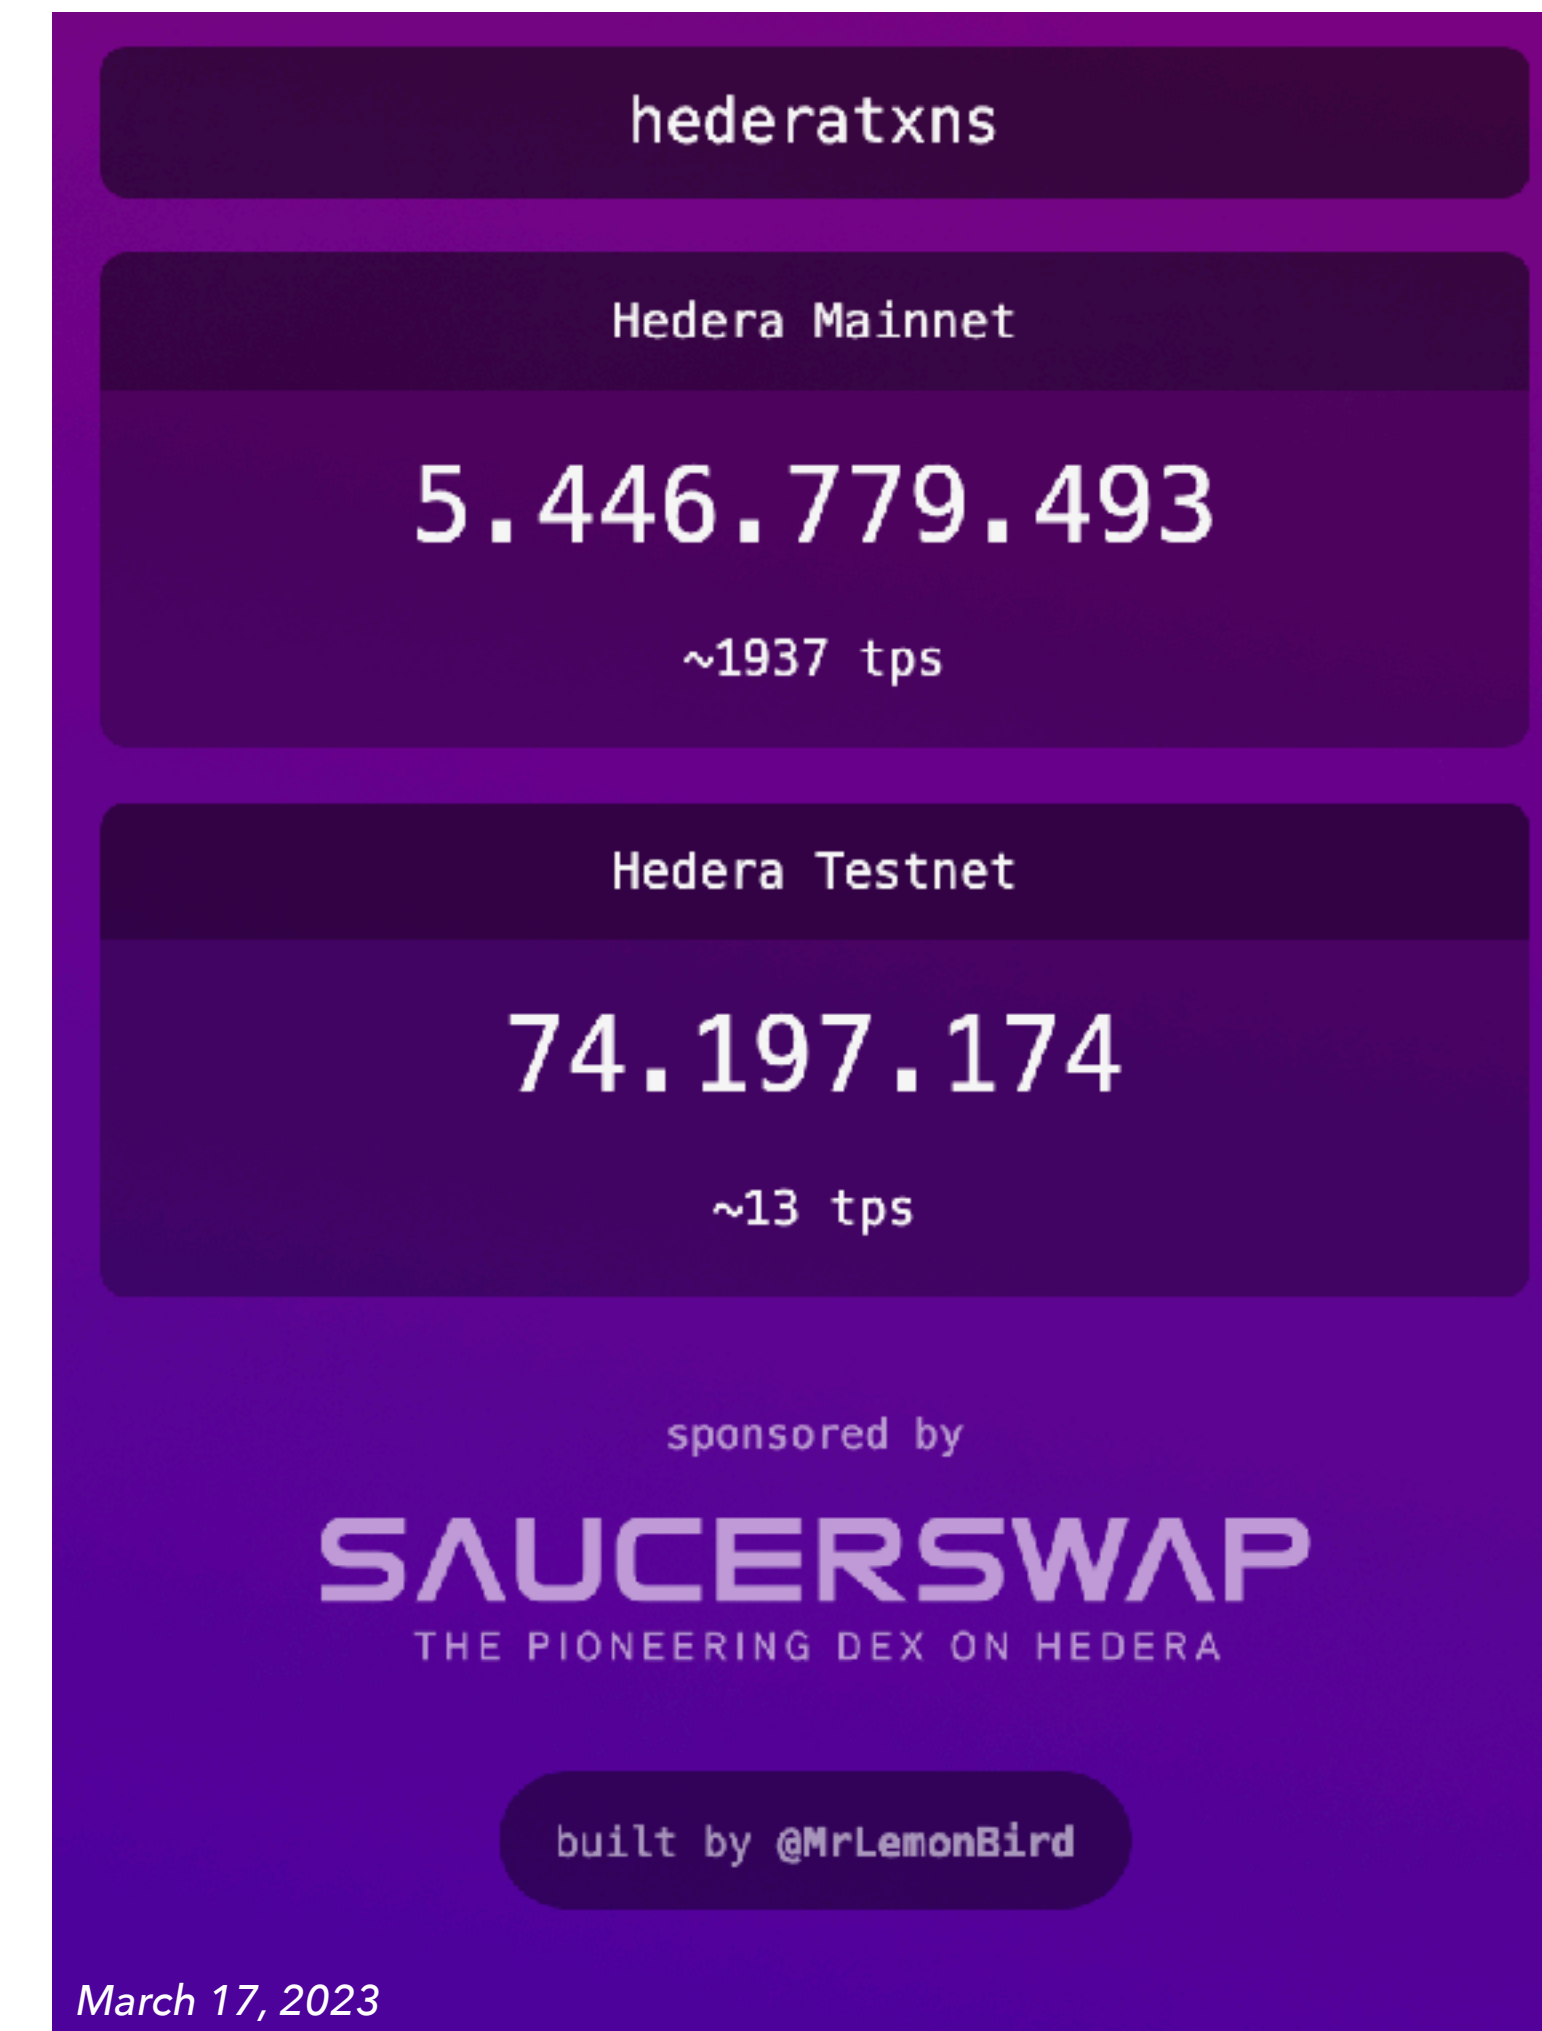 hederatxns
Hedera Mainnet
5.446.779.493
~1937 tps
Hedera Testnet
74.197.174
~13 tps
sponsored by
SAUCERSWAP
THE PIONEERING DEX ON HEDERA
built by @MrLemonBird
March 17, 2023